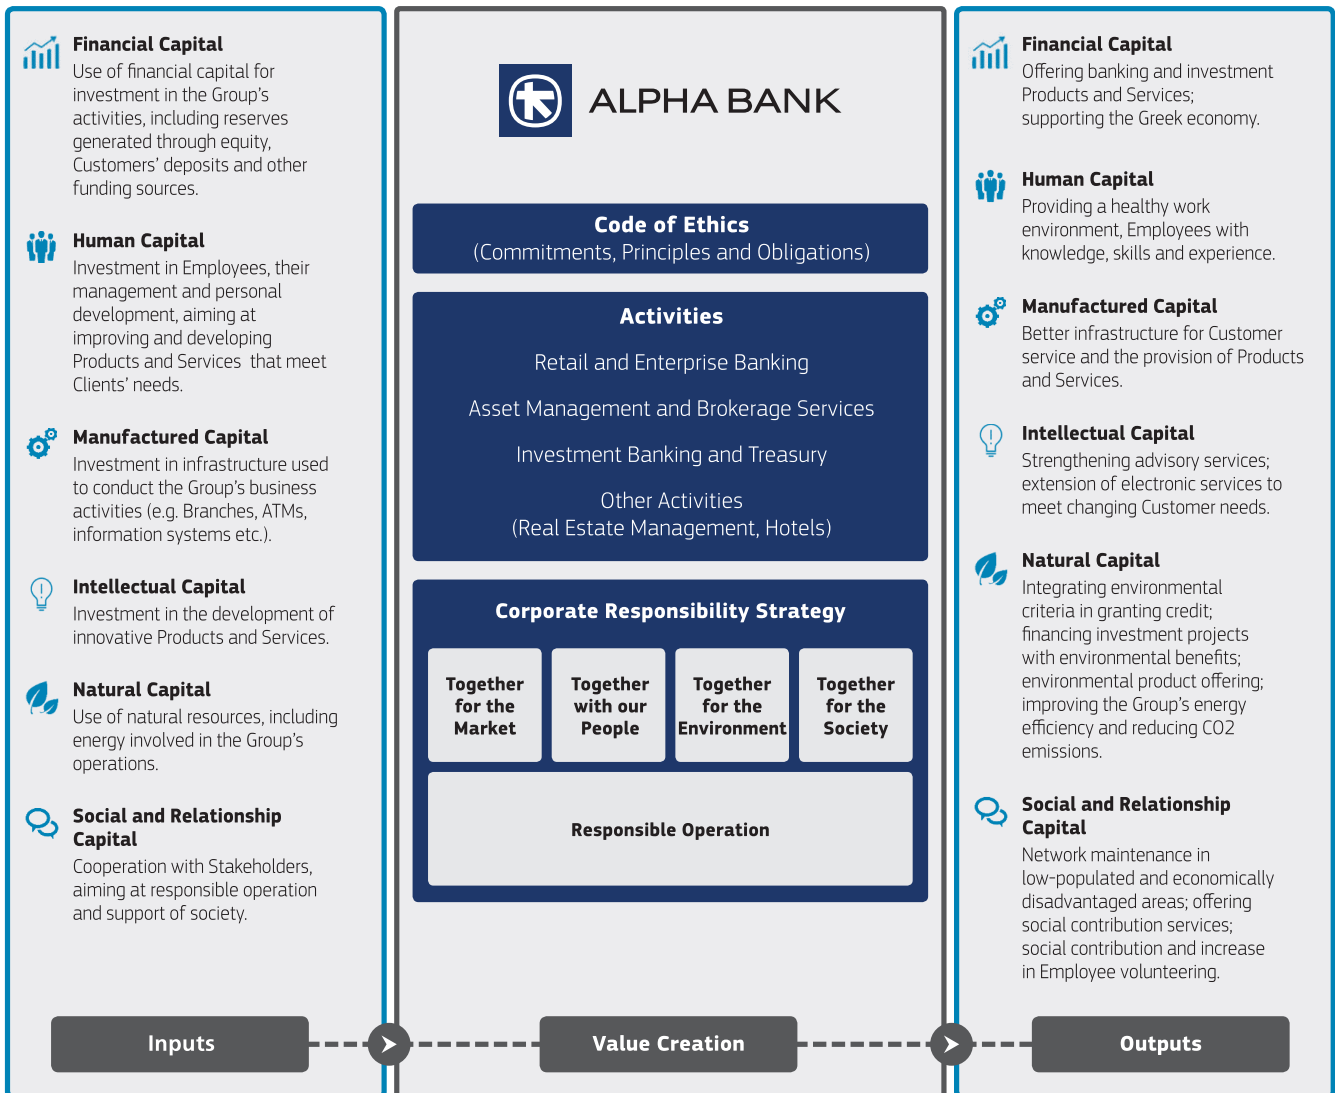 Financial Capital
Use of financial capital for
investment in the Group's
activities, including reserves
generated through equity,
Customers' deposits and other
funding sources.
Human Capital
Investment in Employees, their
management and personal
development, aiming at
improving and developing
Products and Services that meet
Clients' needs.
Manufactured Capital
Investment in infrastructure used
to conduct the Group's business
activities (e.g. Branches, ATMs,
information systems etc.).
Intellectual Capital
Investment in the development of
innovative Products and Services.
Natural Capital
Use of natural resources, including
energy involved in the Group's
operations.
Social and Relationship
Capital
Cooperation with Stakeholders,
aiming at responsible operation
and support of society.
Inputs
ALPHA BANK
Code of Ethics
(Commitments, Principles and Obligations)
Activities
Retail and Enterprise Banking
Asset Management and Brokerage Services
Investment Banking and Treasury
Other Activities
(Real Estate Management, Hotels)
Corporate Responsibility Strategy
Together
for the
Market
Together
with our
People
Together
for the
Environment
Together
for the
Society
Responsible Operation
Value Creation
Financial Capital
Offering banking and investment
Products and Services;
supporting the Greek economy.
Human Capital
Providing a healthy work
environment, Employees with
knowledge, skills and experience.
Manufactured Capital
Better infrastructure for Customer
service and the provision of Products
and Services.
Intellectual Capital
Strengthening advisory services;
extension of electronic services to
meet changing Customer needs.
Natural Capital
Integrating environmental
criteria in granting credit;
financing investment projects
with environmental benefits;
environmental product offering;
improving the Group's energy
efficiency and reducing CO2
emissions.
Social and Relationship
Capital
Network maintenance in
low-populated and economically
disadvantaged areas; offering
social contribution services;
social contribution and increase
in Employee volunteering.
Outputs